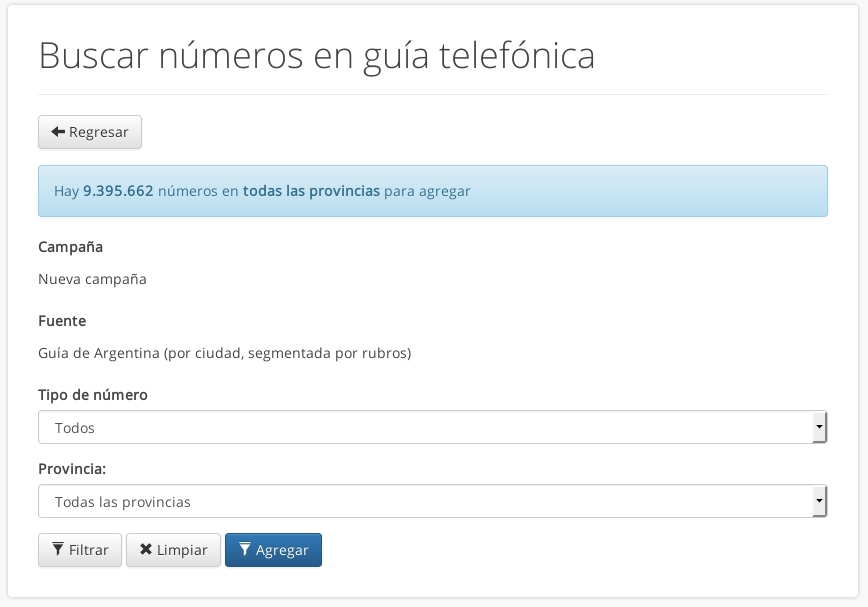 Buscar números en guía telefónica
Regresar
Hay 9.395.662 números en todas las provincias para agregar
Campaña
Nueva campaña
Fuente
Guía de Argentina (por ciudad, segmentada por rubros)
Tipo de número
Todos
Provincia:
Todas las provincias
Filtrar Limpiar Agregar